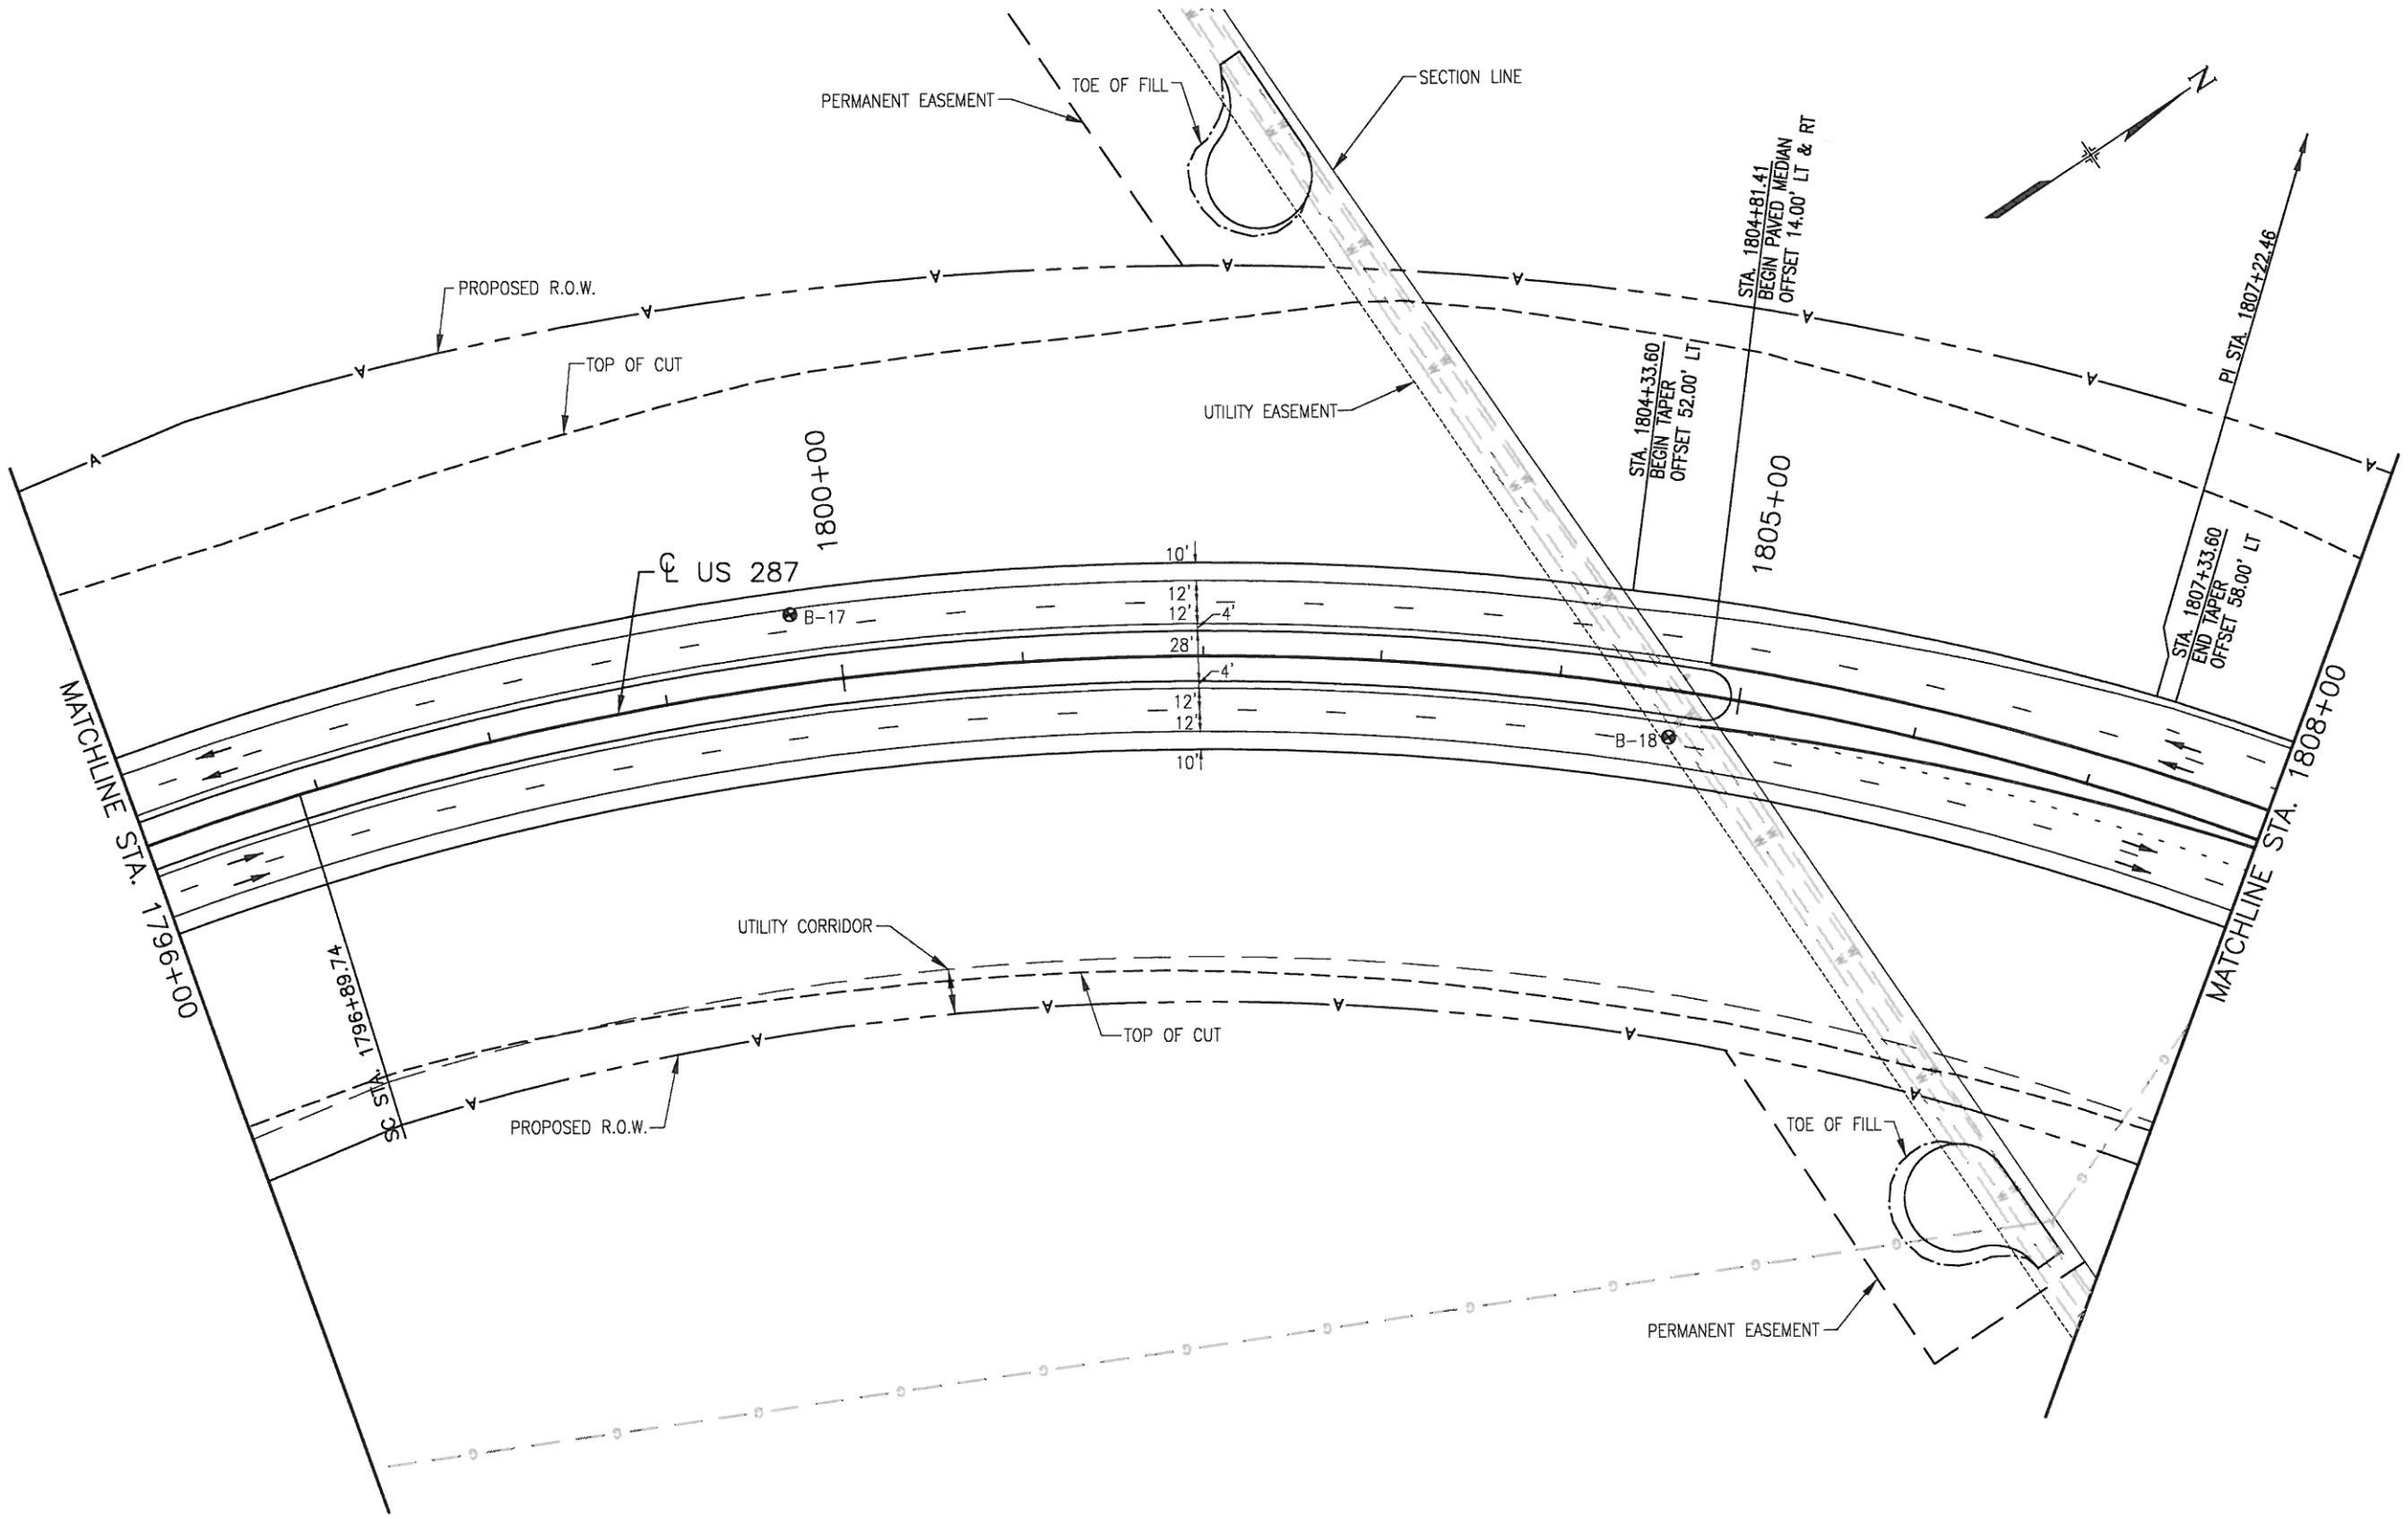 N
SECTION LINE
TOE OF FILL
PERMANENT EASEMENT
STA. 1804+81.41
BEGIN PAVED MEDIAN
OFFSET 14.00' LT & RT
PI STA. 1807+22.46
PROPOSED R.O.W.
TOP OF CUT
UTILITY EASEMENT
STA. 1804+33.60
BEGIN TAPER
OFFSET 52.00' LT
1800+00
1805+00
STA. 1807+33.60
END TAPER
OFFSET 58.00' LT
℄ US 287
10'
12'
12'
4'
28'
4'
12'
12'
10'
B-17
B-18
MATCHLINE STA. 1796+00
MATCHLINE STA. 1808+00
SC STA. 1796+89.74
UTILITY CORRIDOR
TOP OF CUT
PROPOSED R.O.W.
TOE OF FILL
PERMANENT EASEMENT